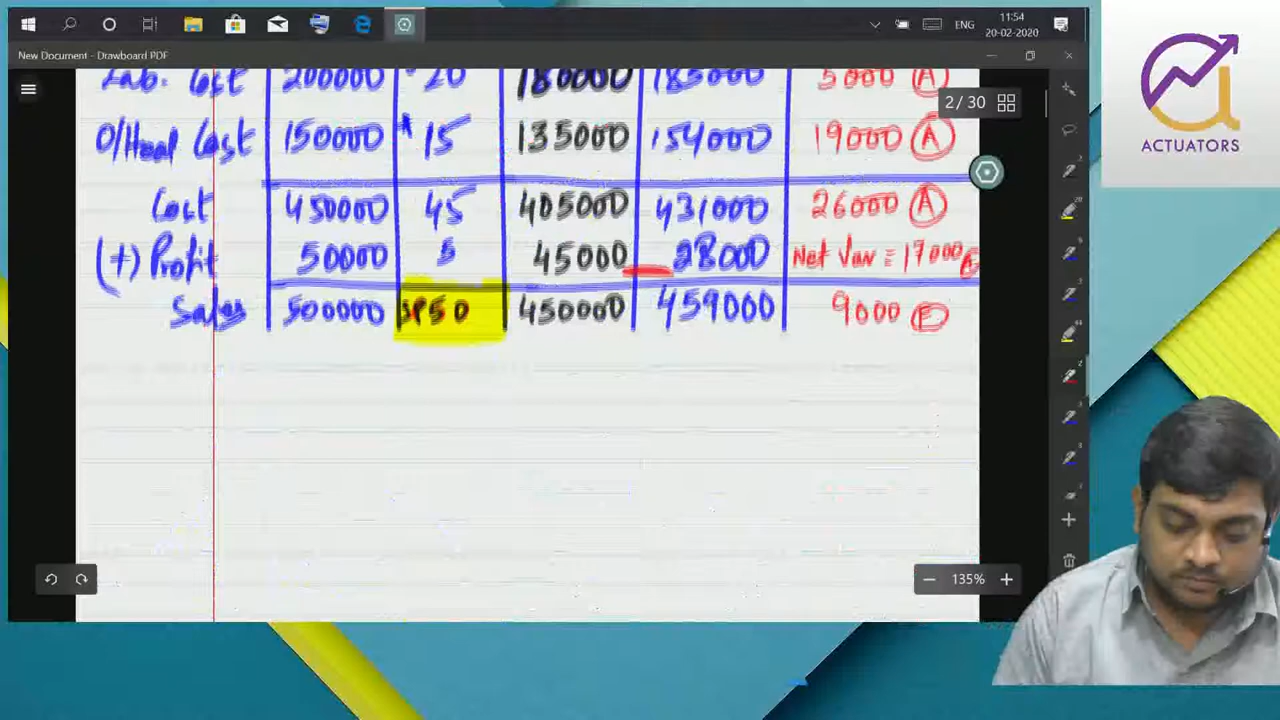 ENG
11:54
20-02-2020
New Document - Drawboard PDF
Lab. Cost 200000 20 180000 185000 5000 (A)
2 / 30
O/Head Cost 150000 15 135000 154000 19000 (A)
Cost 450000 45 405000 431000 26000 (A)
(+) Profit 50000 5 45000 28000 Net Var = 17000
Sales 500000 SP50 450000 459000 9000 (F)
135%
ACTUATORS